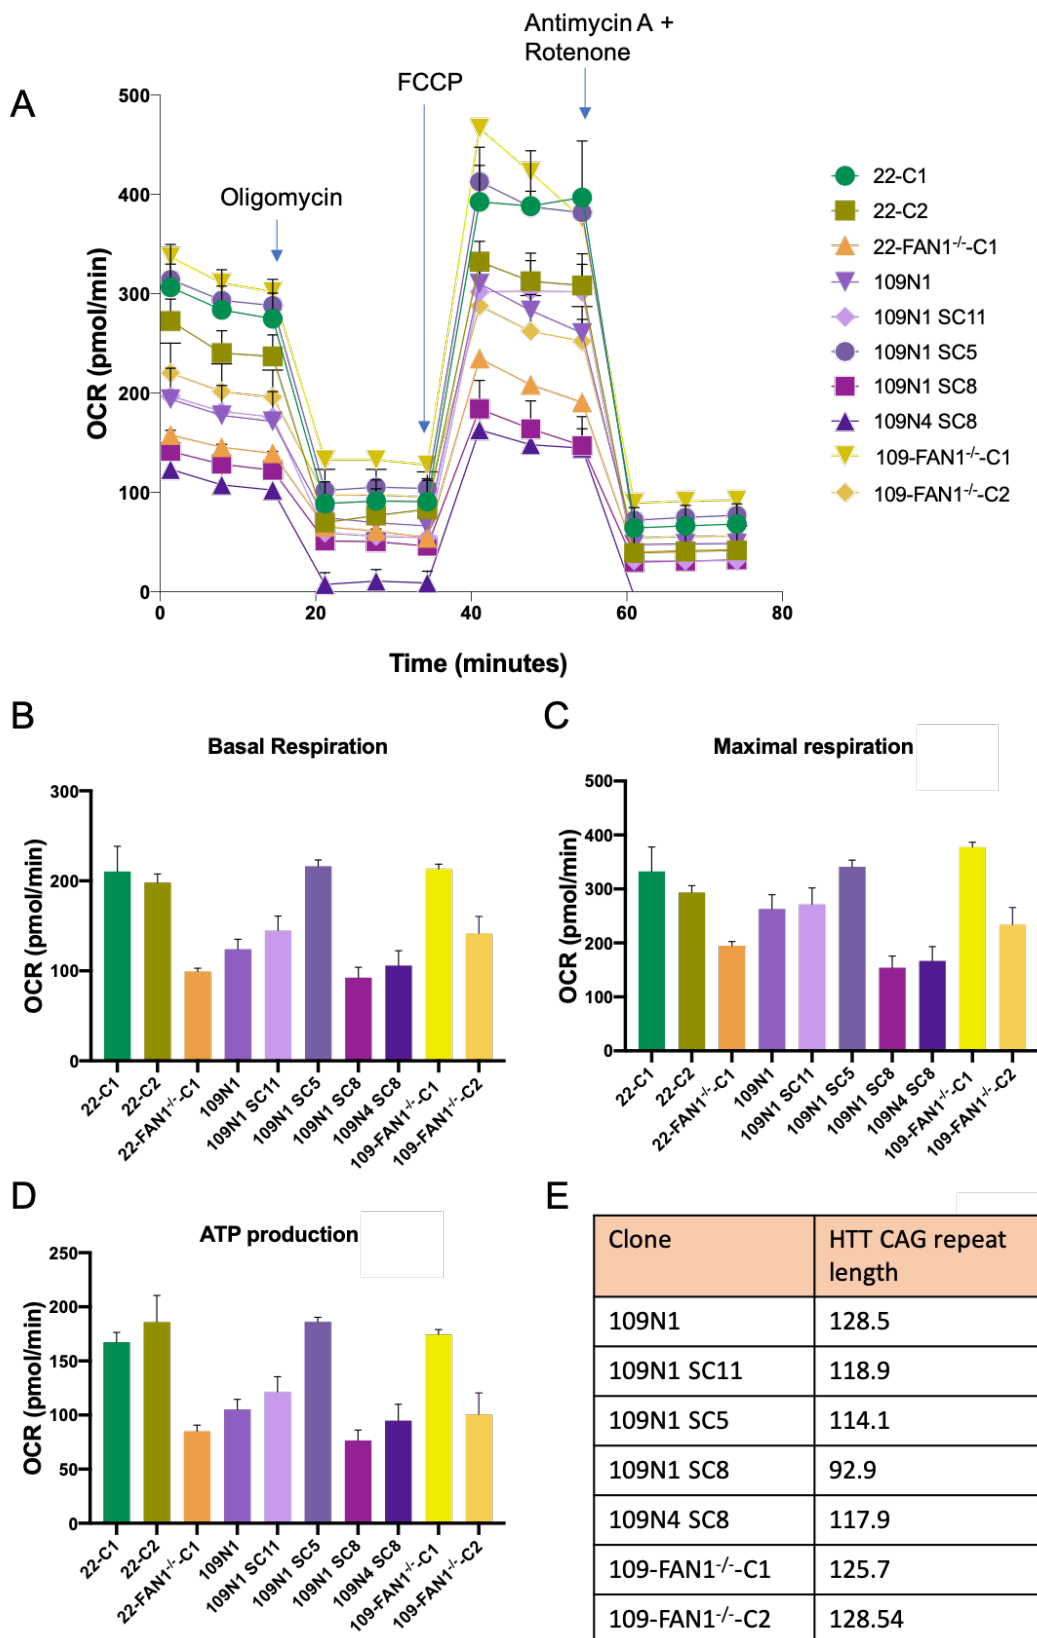 A
Antimycin A +
Rotenone
FCCP
Oligomycin
OCR (pmol/min)
500
400
300
200
100
0
0 20 40 60 80
Time (minutes)
22-C1
22-C2
22-FAN1-/--C1
109N1
109N1 SC11
109N1 SC5
109N1 SC8
109N4 SC8
109-FAN1-/--C1
109-FAN1-/--C2
B
Basal Respiration
OCR (pmol/min)
300
200
100
0
22-C1
22-C2
22-FAN1-/--C1
109N1
109N1 SC11
109N1 SC5
109N1 SC8
109N4 SC8
109-FAN1-/--C1
109-FAN1-/--C2
C
Maximal respiration
OCR (pmol/min)
500
400
300
200
100
0
22-C1
22-C2
22-FAN1-/--C1
109N1
109N1 SC11
109N1 SC5
109N1 SC8
109N4 SC8
109-FAN1-/--C1
109-FAN1-/--C2
D
ATP production
OCR (pmol/min)
250
200
150
100
50
0
22-C1
22-C2
22-FAN1-/--C1
109N1
109N1 SC11
109N1 SC5
109N1 SC8
109N4 SC8
109-FAN1-/--C1
109-FAN1-/--C2
E
Clone HTT CAG repeat
length
109N1 128.5
109N1 SC11 118.9
109N1 SC5 114.1
109N1 SC8 92.9
109N4 SC8 117.9
109-FAN1-/--C1 125.7
109-FAN1-/--C2 128.54